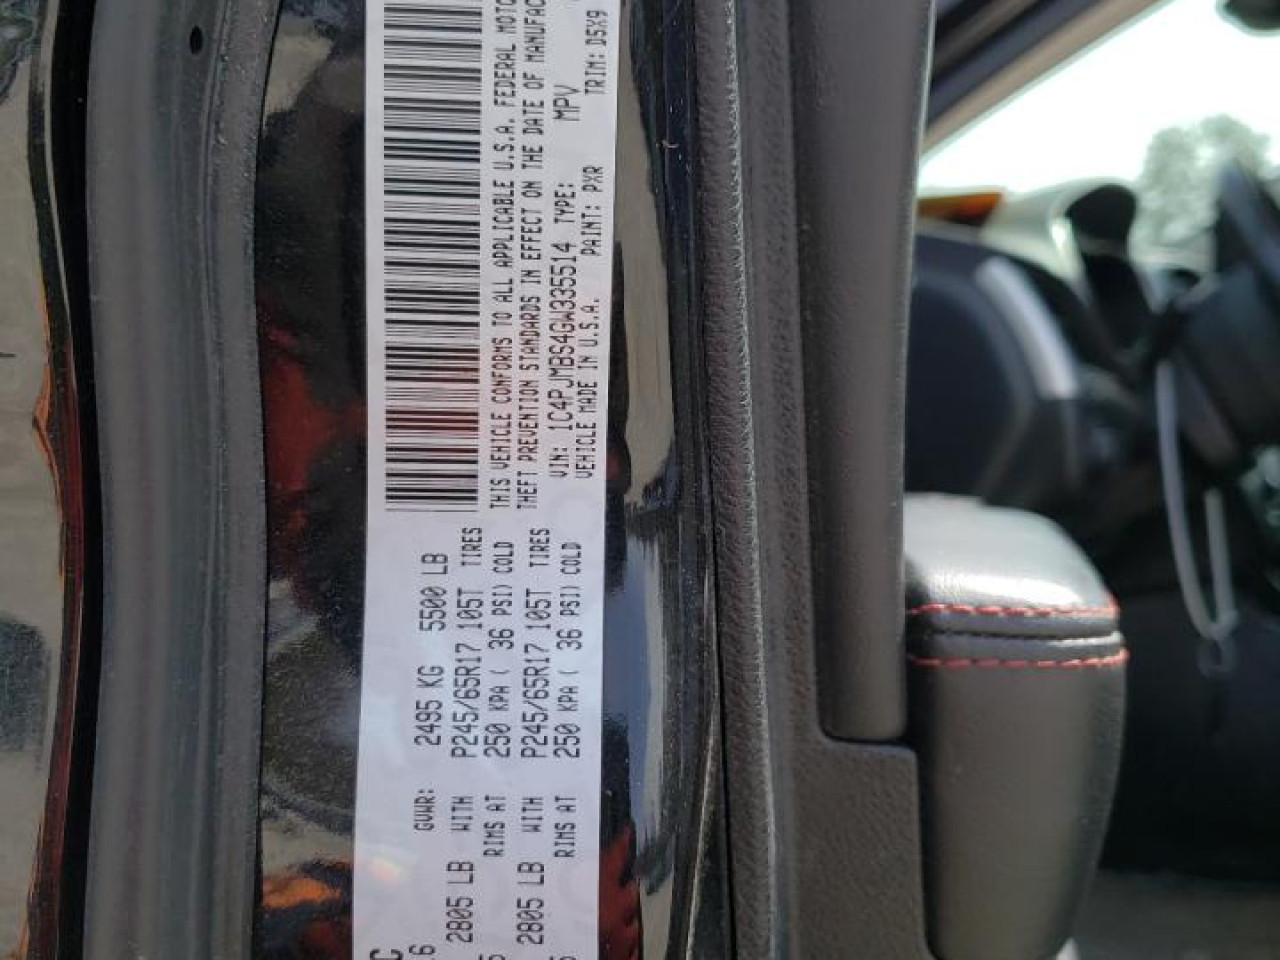 C
6 GVWR: 2495 KG 5500 LB
2805 LB WITH P245/65R17 105T TIRES
RIMS AT 250 KPA ( 36 PSI) COLD
2805 LB WITH P245/65R17 105T TIRES
RIMS AT 250 KPA ( 36 PSI) COLD
THIS VEHICLE CONFORMS TO ALL APPLICABLE U.S.A. FEDERAL MOTO
THEFT PREVENTION STANDARDS IN EFFECT ON THE DATE OF MANUFAC
VIN: 1C4PJMBS4GW335514 TYPE: MPV
VEHICLE MADE IN U.S.A. PAINT: PXR TRIM: D5X9